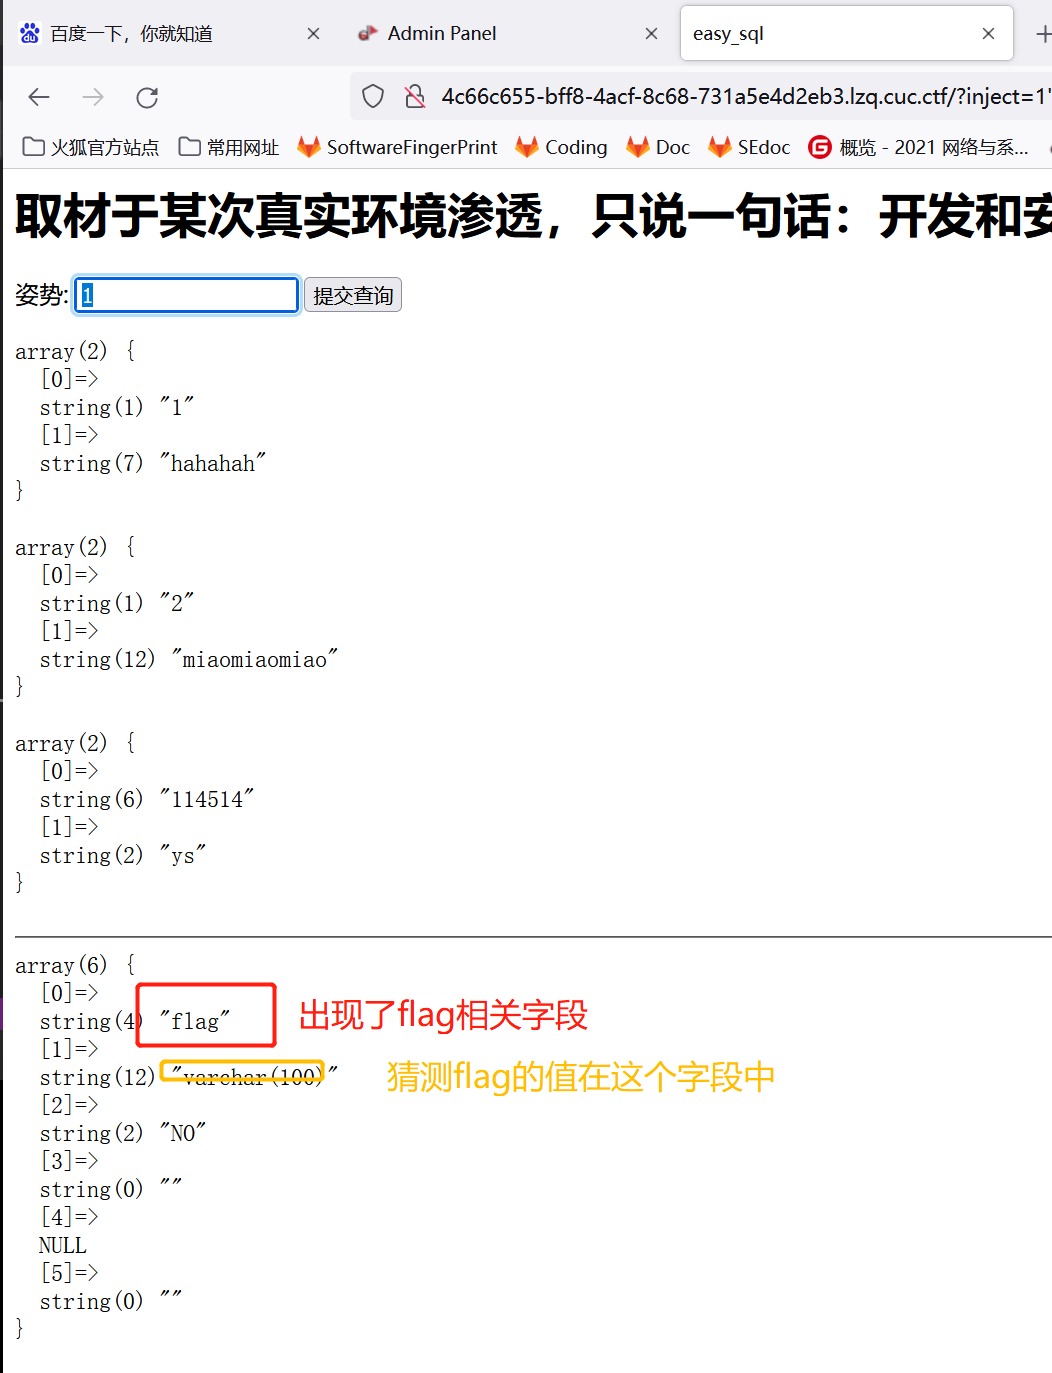 百度一下，你就知道
Admin Panel
easy_sql
4c66c655-bff8-4acf-8c68-731a5e4d2eb3.lzq.cuc.ctf/?inject=1'
火狐官方站点
常用网址
SoftwareFingerPrint
Coding
Doc
SEdoc
概览 - 2021 网络与系...
取材于某次真实环境渗透，只说一句话：开发和安
姿势: 1 提交查询
array(2) {
[0]=>
string(1) "1"
[1]=>
string(7) "hahahah"
}
array(2) {
[0]=>
string(1) "2"
[1]=>
string(12) "miaomiaomiao"
}
array(2) {
[0]=>
string(6) "114514"
[1]=>
string(2) "ys"
}
array(6) {
[0]=>
string(4) "flag" 出现了flag相关字段
[1]=>
string(12) "varchar(100)" 猜测flag的值在这个字段中
[2]=>
string(2) "NO"
[3]=>
string(0) ""
[4]=>
NULL
[5]=>
string(0) ""
}